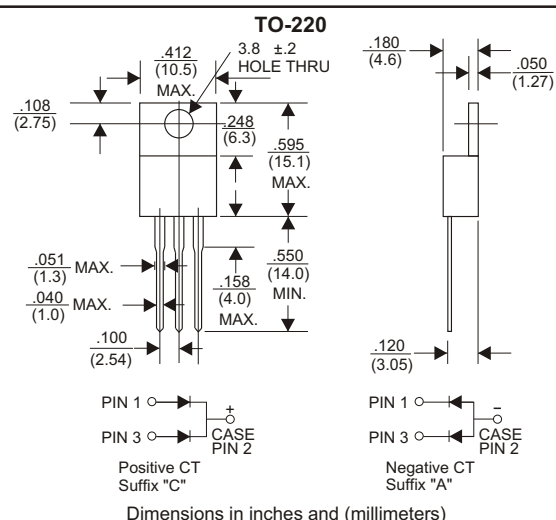 TO-220
.412
(10.5)
MAX.
3.8 ±.2
HOLE THRU
.108
(2.75)
.248
(6.3)
.595
(15.1)
MAX.
.051
(1.3)
MAX.
.040
(1.0)
MAX.
.158
(4.0)
MAX.
.550
(14.0)
MIN.
.100
(2.54)
.180
(4.6)
.050
(1.27)
.120
(3.05)
PIN 1
+
PIN 3
CASE
PIN 2
Positive CT
Suffix "C"
PIN 1
−
PIN 3
CASE
PIN 2
Negative CT
Suffix "A"
Dimensions in inches and (millimeters)